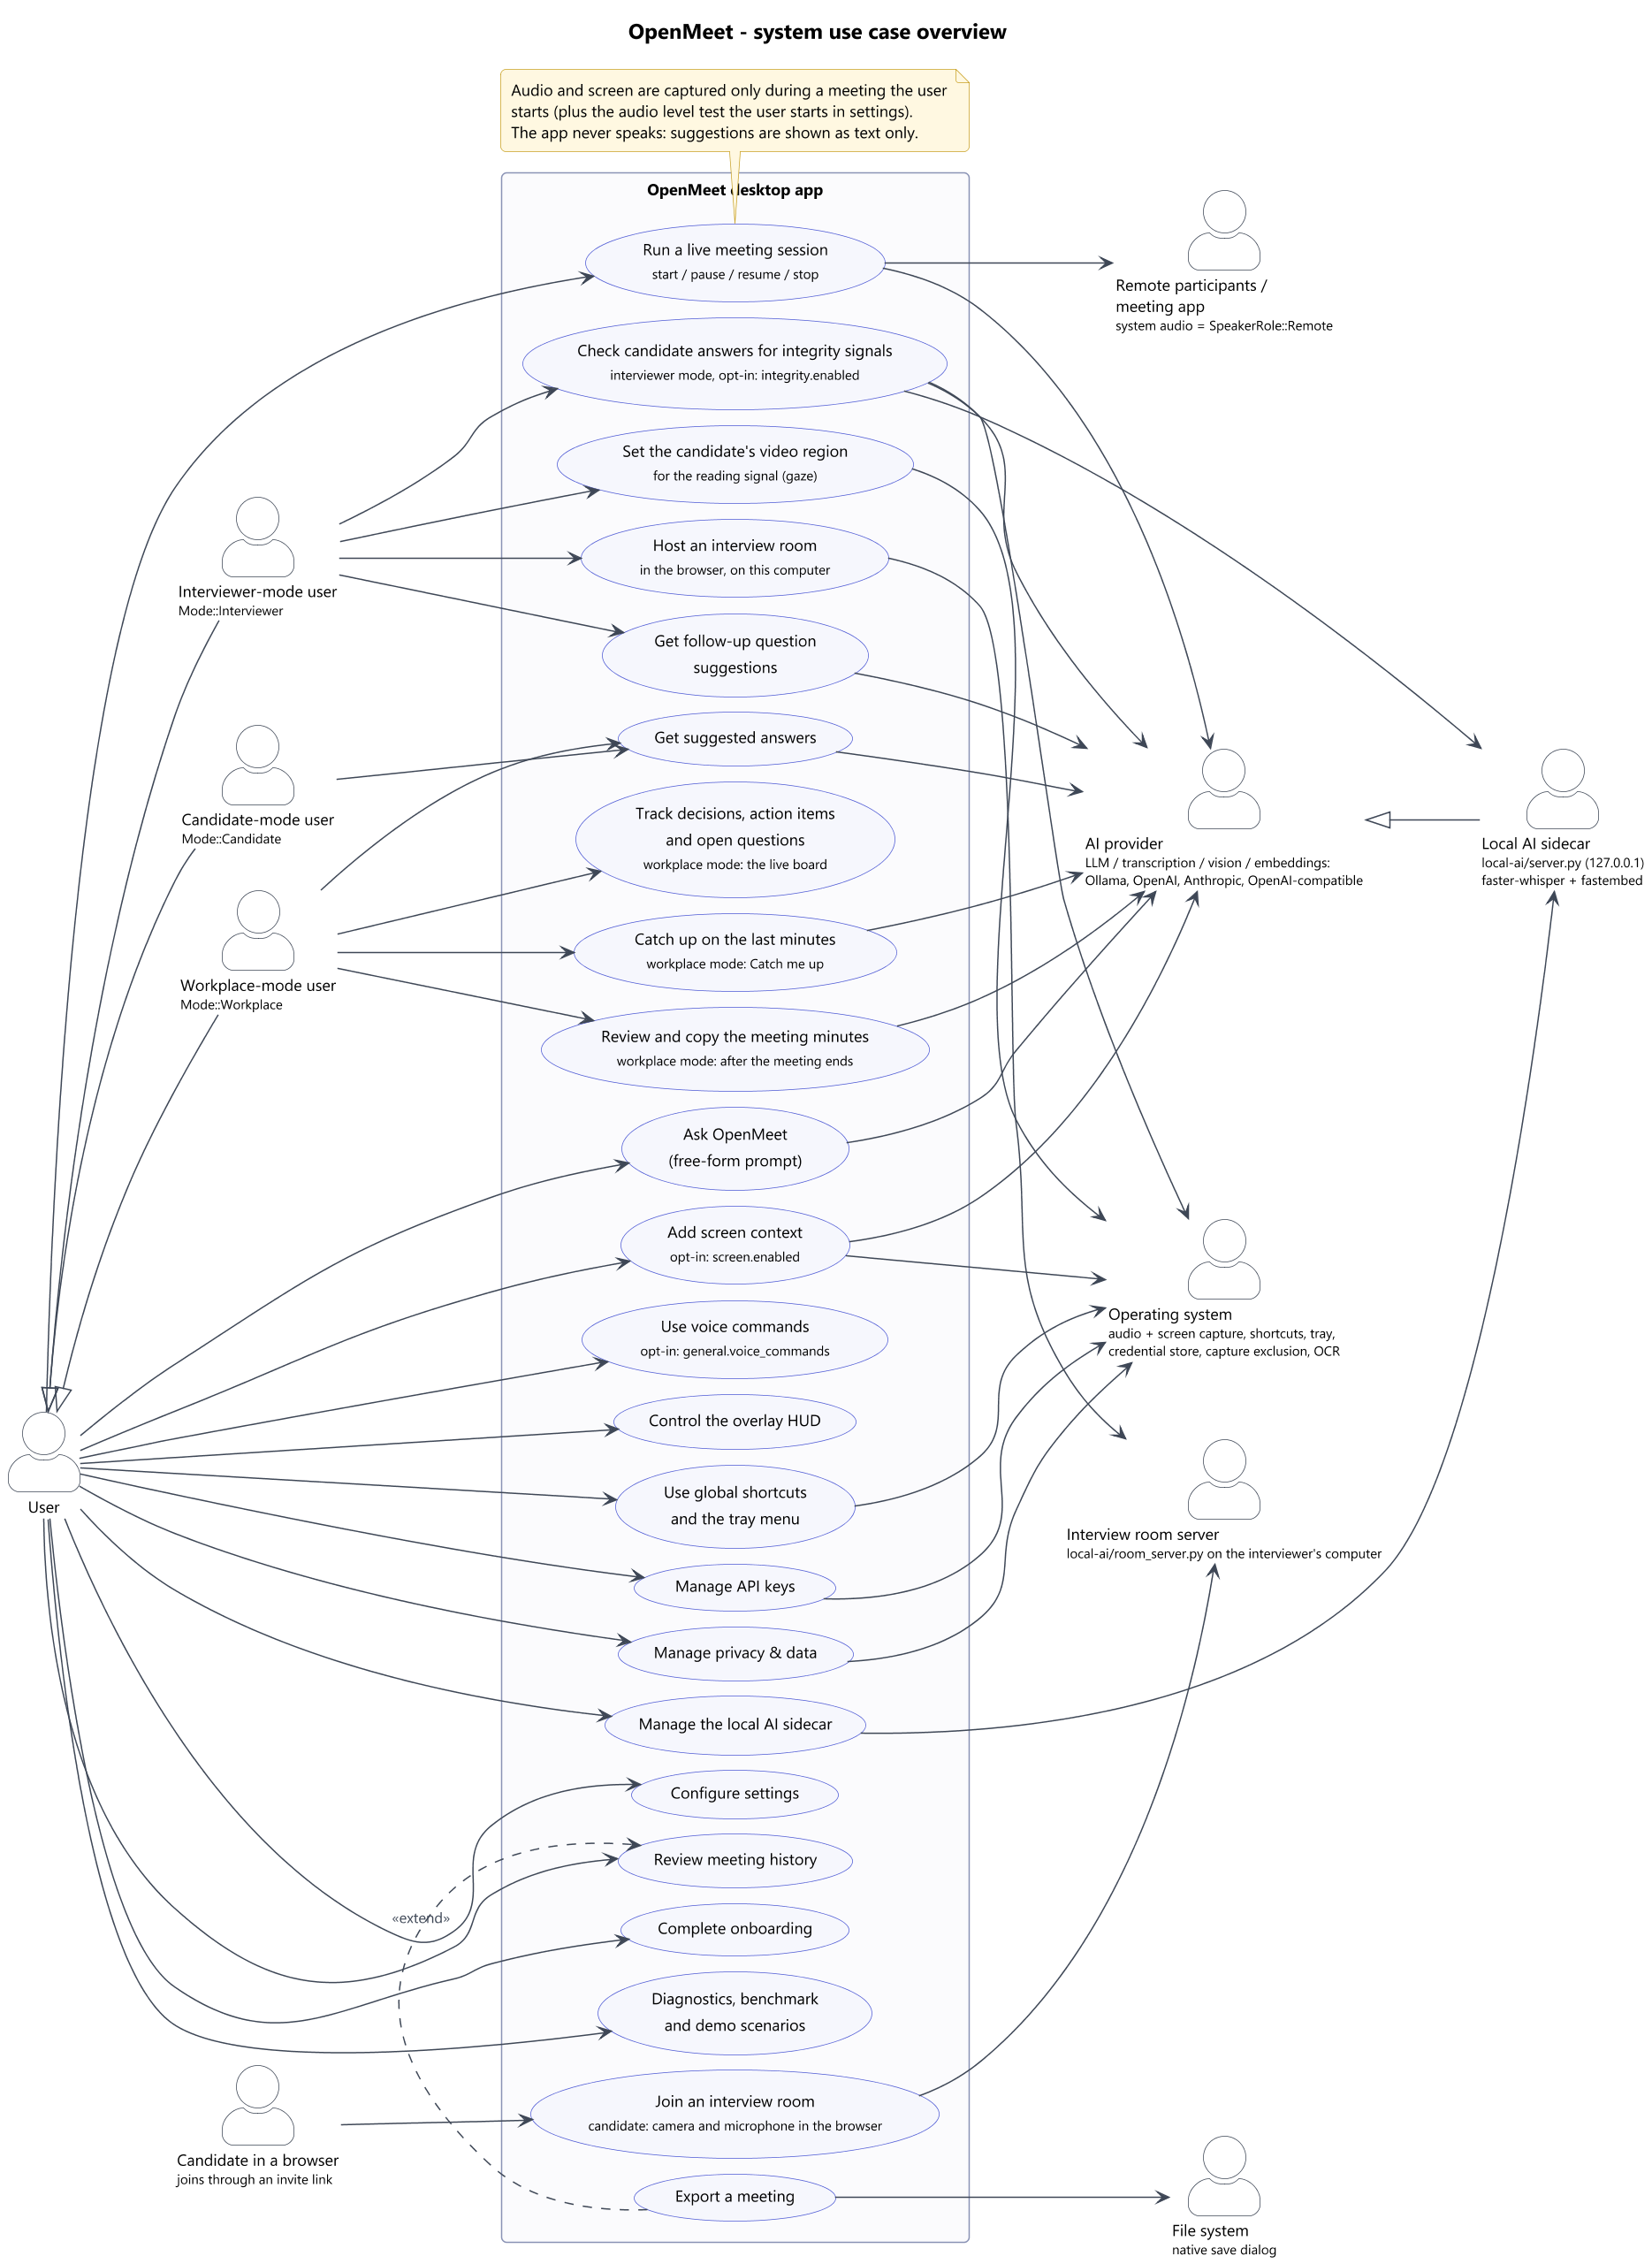 OpenMeet - system use case overview
Audio and screen are captured only during a meeting the user
starts (plus the audio level test the user starts in settings).
The app never speaks: suggestions are shown as text only.
OpenMeet desktop app
Run a live meeting session
start / pause / resume / stop
Remote participants /
meeting app
system audio = SpeakerRole::Remote
Check candidate answers for integrity signals
interviewer mode, opt-in: integrity.enabled
Set the candidate's video region
for the reading signal (gaze)
Host an interview room
in the browser, on this computer
Interviewer-mode user
Mode::Interviewer
Get follow-up question
suggestions
Get suggested answers
Candidate-mode user
Mode::Candidate
Track decisions, action items
and open questions
workplace mode: the live board
AI provider
LLM / transcription / vision / embeddings:
Ollama, OpenAI, Anthropic, OpenAI-compatible
Local AI sidecar
local-ai/server.py (127.0.0.1)
faster-whisper + fastembed
Catch up on the last minutes
workplace mode: Catch me up
Workplace-mode user
Mode::Workplace
Review and copy the meeting minutes
workplace mode: after the meeting ends
Ask OpenMeet
(free-form prompt)
Add screen context
opt-in: screen.enabled
Use voice commands
opt-in: general.voice_commands
Operating system
audio + screen capture, shortcuts, tray,
credential store, capture exclusion, OCR
Control the overlay HUD
Use global shortcuts
and the tray menu
User
Interview room server
local-ai/room_server.py on the interviewer's computer
Manage API keys
Manage privacy & data
Manage the local AI sidecar
Configure settings
Review meeting history
«extend»
Complete onboarding
Diagnostics, benchmark
and demo scenarios
Join an interview room
candidate: camera and microphone in the browser
Candidate in a browser
joins through an invite link
Export a meeting
File system
native save dialog